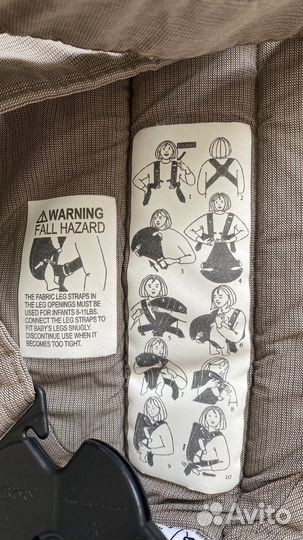 WARNING
FALL HAZARD
THE FABRIC LEG STRAPS IN
THE LEG OPENINGS MUST BE
USED FOR INFANTS 8-11LBS.
CONNECT THE LEG STRAPS TO
FIT BABY'S LEGS SNUGLY.
DISCONTINUE USE WHEN IT
BECOMES TOO TIGHT.
1 2
3 4
5 6
7 8
9 9 10
Avito